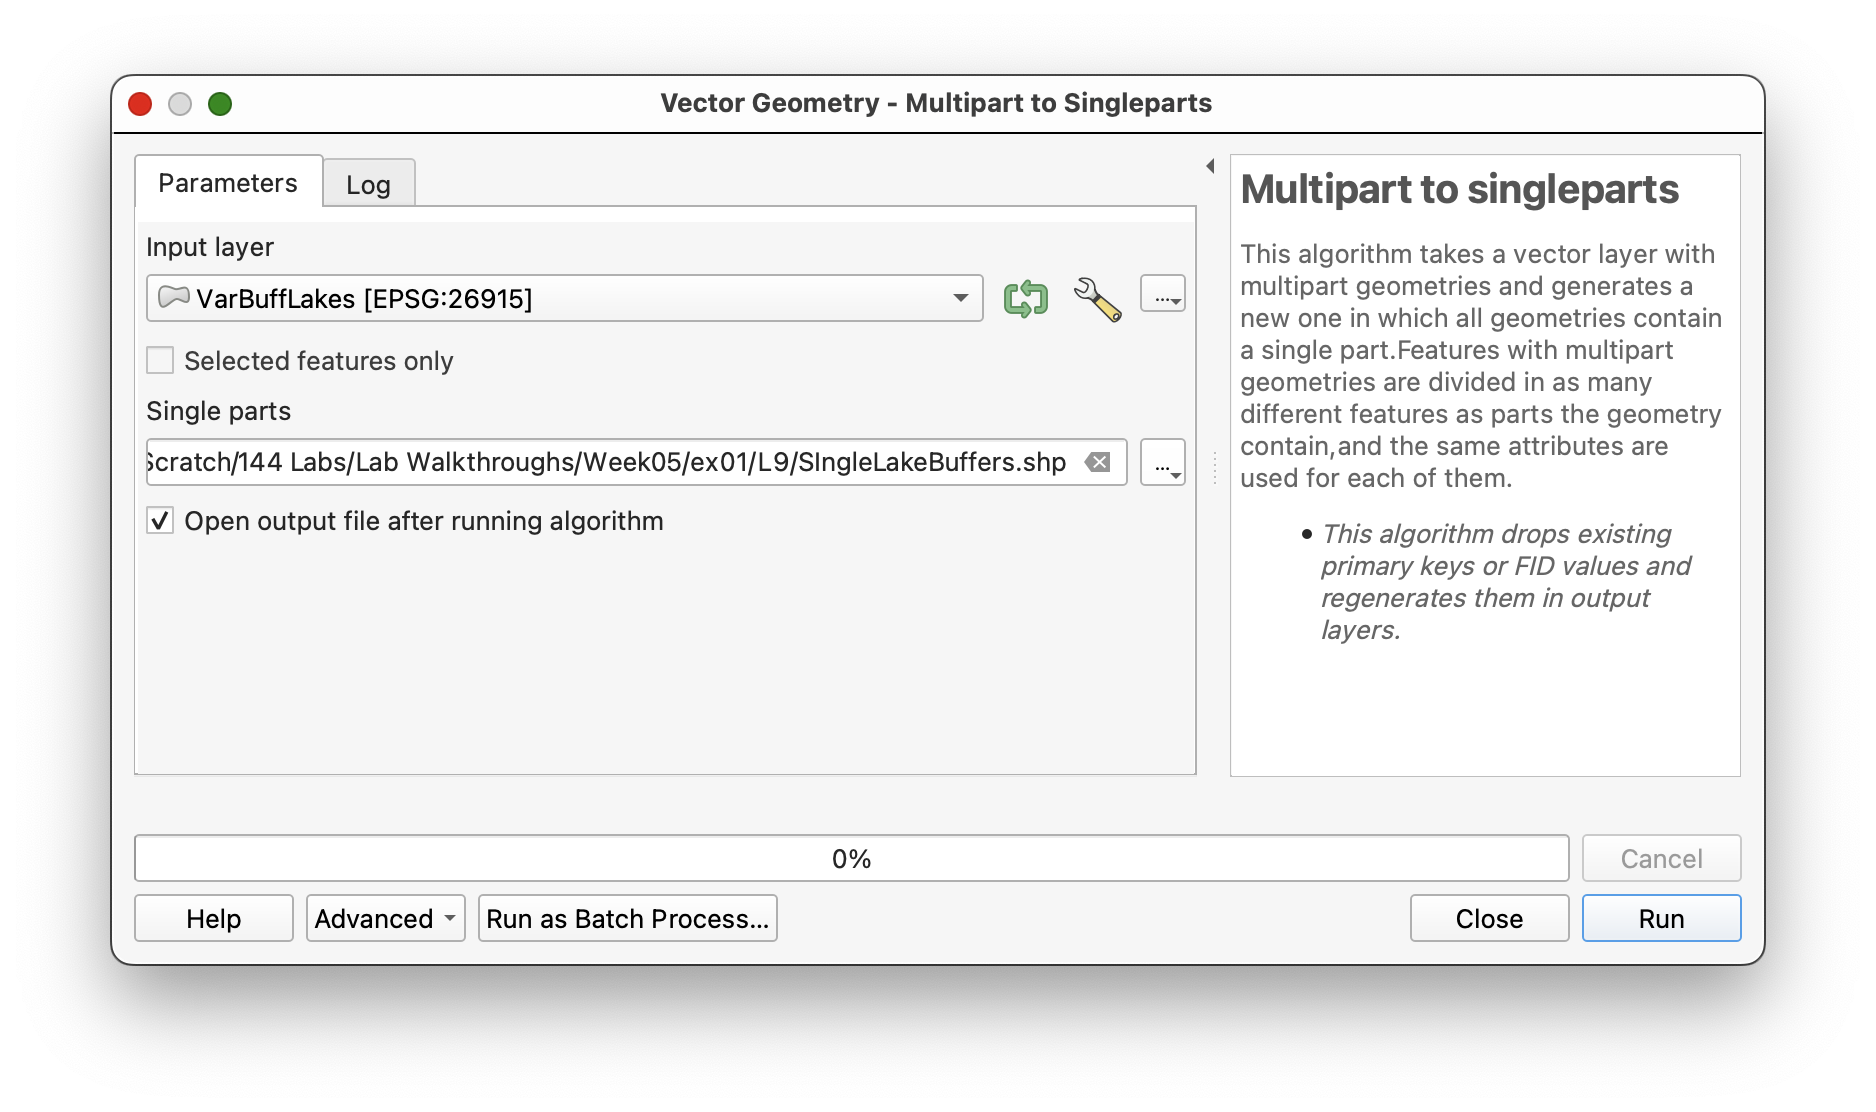 Vector Geometry - Multipart to Singleparts
Parameters
Log
Input layer
VarBuffLakes [EPSG:26915]
...
Selected features only
Single parts
Scratch/144 Labs/Lab Walkthroughs/Week05/ex01/L9/SIngleLakeBuffers.shp
...
Open output file after running algorithm
Multipart to singleparts
This algorithm takes a vector layer with
multipart geometries and generates a
new one in which all geometries contain
a single part.Features with multipart
geometries are divided in as many
different features as parts the geometry
contain,and the same attributes are
used for each of them.
• This algorithm drops existing
primary keys or FID values and
regenerates them in output
layers.
0%
Cancel
Help
Advanced
Run as Batch Process...
Close
Run